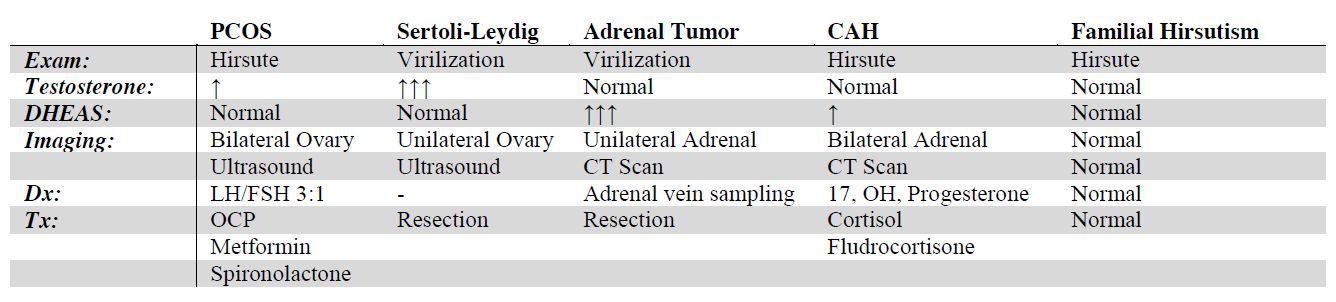 PCOS Sertoli-Leydig Adrenal Tumor CAH Familial Hirsutism
Exam: Hirsute Virilization Virilization Hirsute Hirsute
Testosterone: ↑ ↑↑↑ Normal Normal Normal
DHEAS: Normal Normal ↑↑↑ ↑ Normal
Imaging: Bilateral Ovary Unilateral Ovary Unilateral Adrenal Bilateral Adrenal Normal
Ultrasound Ultrasound CT Scan CT Scan Normal
Dx: LH/FSH 3:1 - Adrenal vein sampling 17, OH, Progesterone Normal
Tx: OCP Resection Resection Cortisol Normal
Metformin Fludrocortisone
Spironolactone